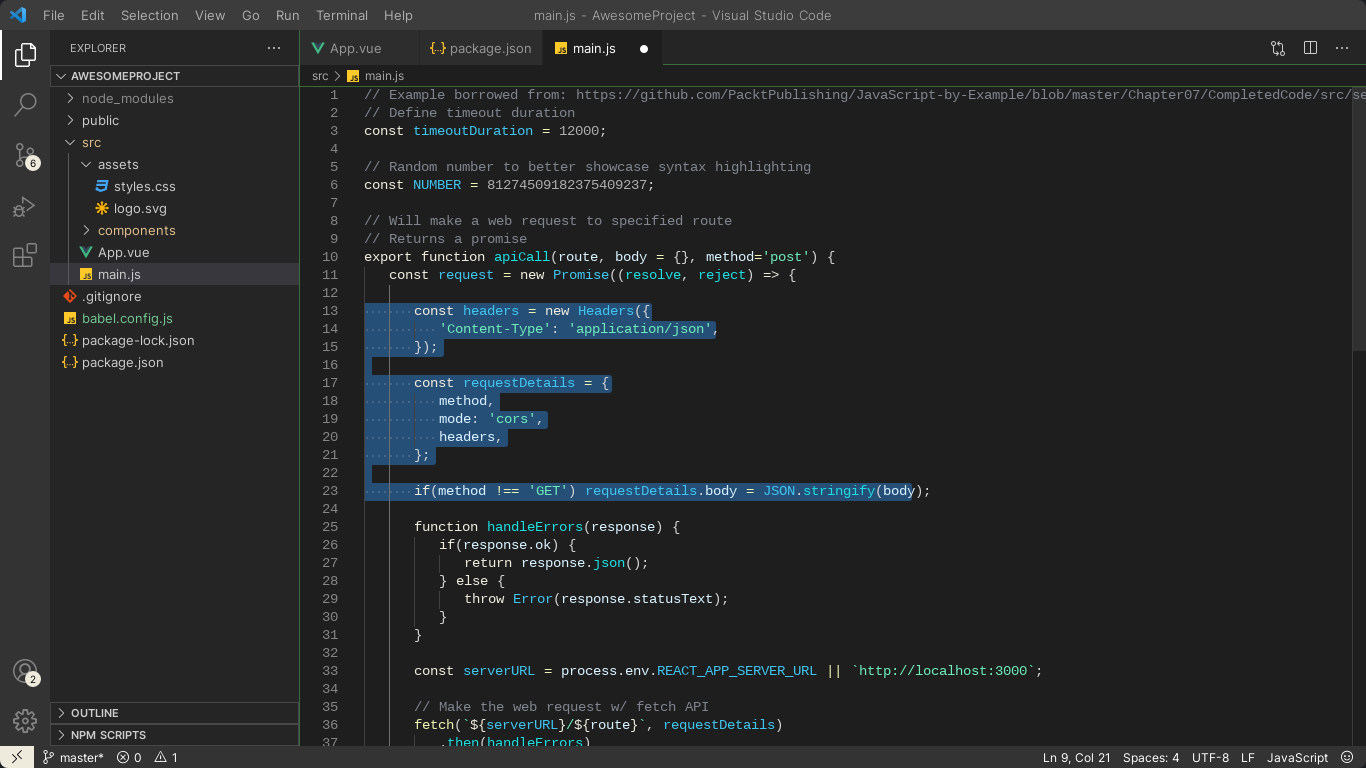 File Edit Selection View Go Run Terminal Help main.js - AwesomeProject - Visual Studio Code
EXPLORER
AWESOMEPROJECT
node_modules
public
src
assets
styles.css
logo.svg
components
App.vue
main.js
.gitignore
babel.config.js
package-lock.json
package.json
OUTLINE
NPM SCRIPTS
6
2
App.vue package.json main.js
src main.js
1 // Example borrowed from: https://github.com/PacktPublishing/JavaScript-by-Example/blob/master/Chapter07/CompletedCode/src/se
2 // Define timeout duration
3 const timeoutDuration = 12000;
4
5 // Random number to better showcase syntax highlighting
6 const NUMBER = 81274509182375409237;
7
8 // Will make a web request to specified route
9 // Returns a promise
10 export function apiCall(route, body = {}, method='post') {
11 const request = new Promise((resolve, reject) => {
12
13 const headers = new Headers({
14 'Content-Type': 'application/json',
15 });
16
17 const requestDetails = {
18 method,
19 mode: 'cors',
20 headers,
21 };
22
23 if(method !== 'GET') requestDetails.body = JSON.stringify(body);
24
25 function handleErrors(response) {
26 if(response.ok) {
27 return response.json();
28 } else {
29 throw Error(response.statusText);
30 }
31 }
32
33 const serverURL = process.env.REACT_APP_SERVER_URL || `http://localhost:3000`;
34
35 // Make the web request w/ fetch API
36 fetch(`${serverURL}/${route}`, requestDetails)
37 .then(handleErrors)
master* 0 1 Ln 9, Col 21 Spaces: 4 UTF-8 LF JavaScript